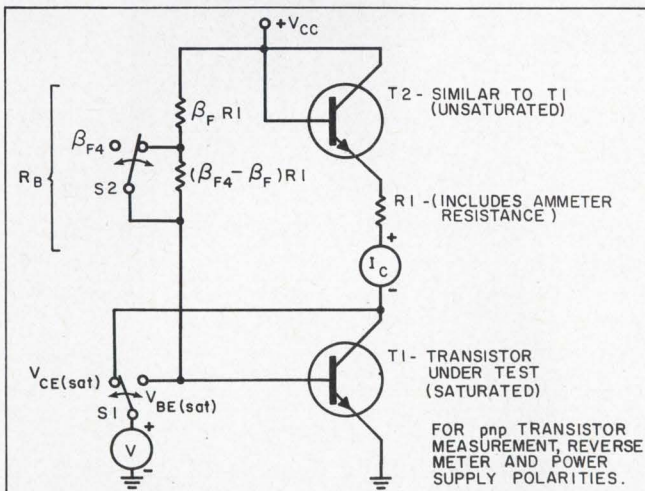 +VCC
T2 - SIMILAR TO T1
(UNSATURATED)
βF R1
RB
βF4
(βF4 - βF)R1
S2
R1 - (INCLUDES AMMETER
RESISTANCE)
+
IC
-
VCE(sat)
VBE(sat)
S1
+
V
-
T1 - TRANSISTOR
UNDER TEST
(SATURATED)
FOR pnp TRANSISTOR
MEASUREMENT, REVERSE
METER AND POWER
SUPPLY POLARITIES.